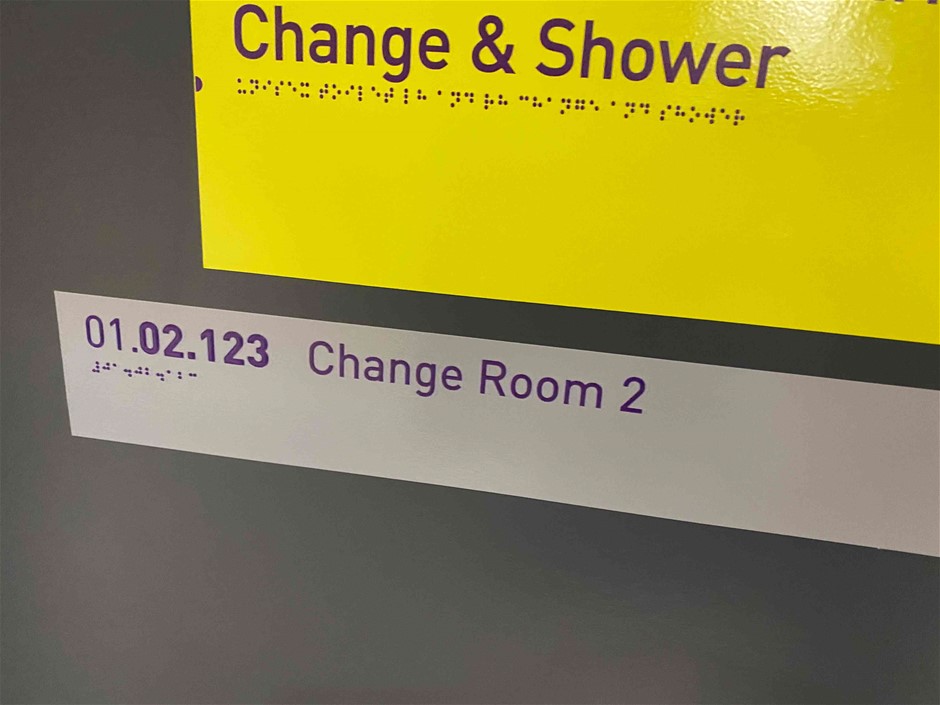 Change & Shower
⠥⠝⠊⠎⠑⠭ ⠞⠕⠊⠇⠑⠞ ⠇⠓ ⠁⠝⠙ ⠗⠓ ⠉⠓⠁⠝⠛⠑ ⠁⠝⠙ ⠎⠓⠕⠺⠑⠗
01.02.123 Change Room 2